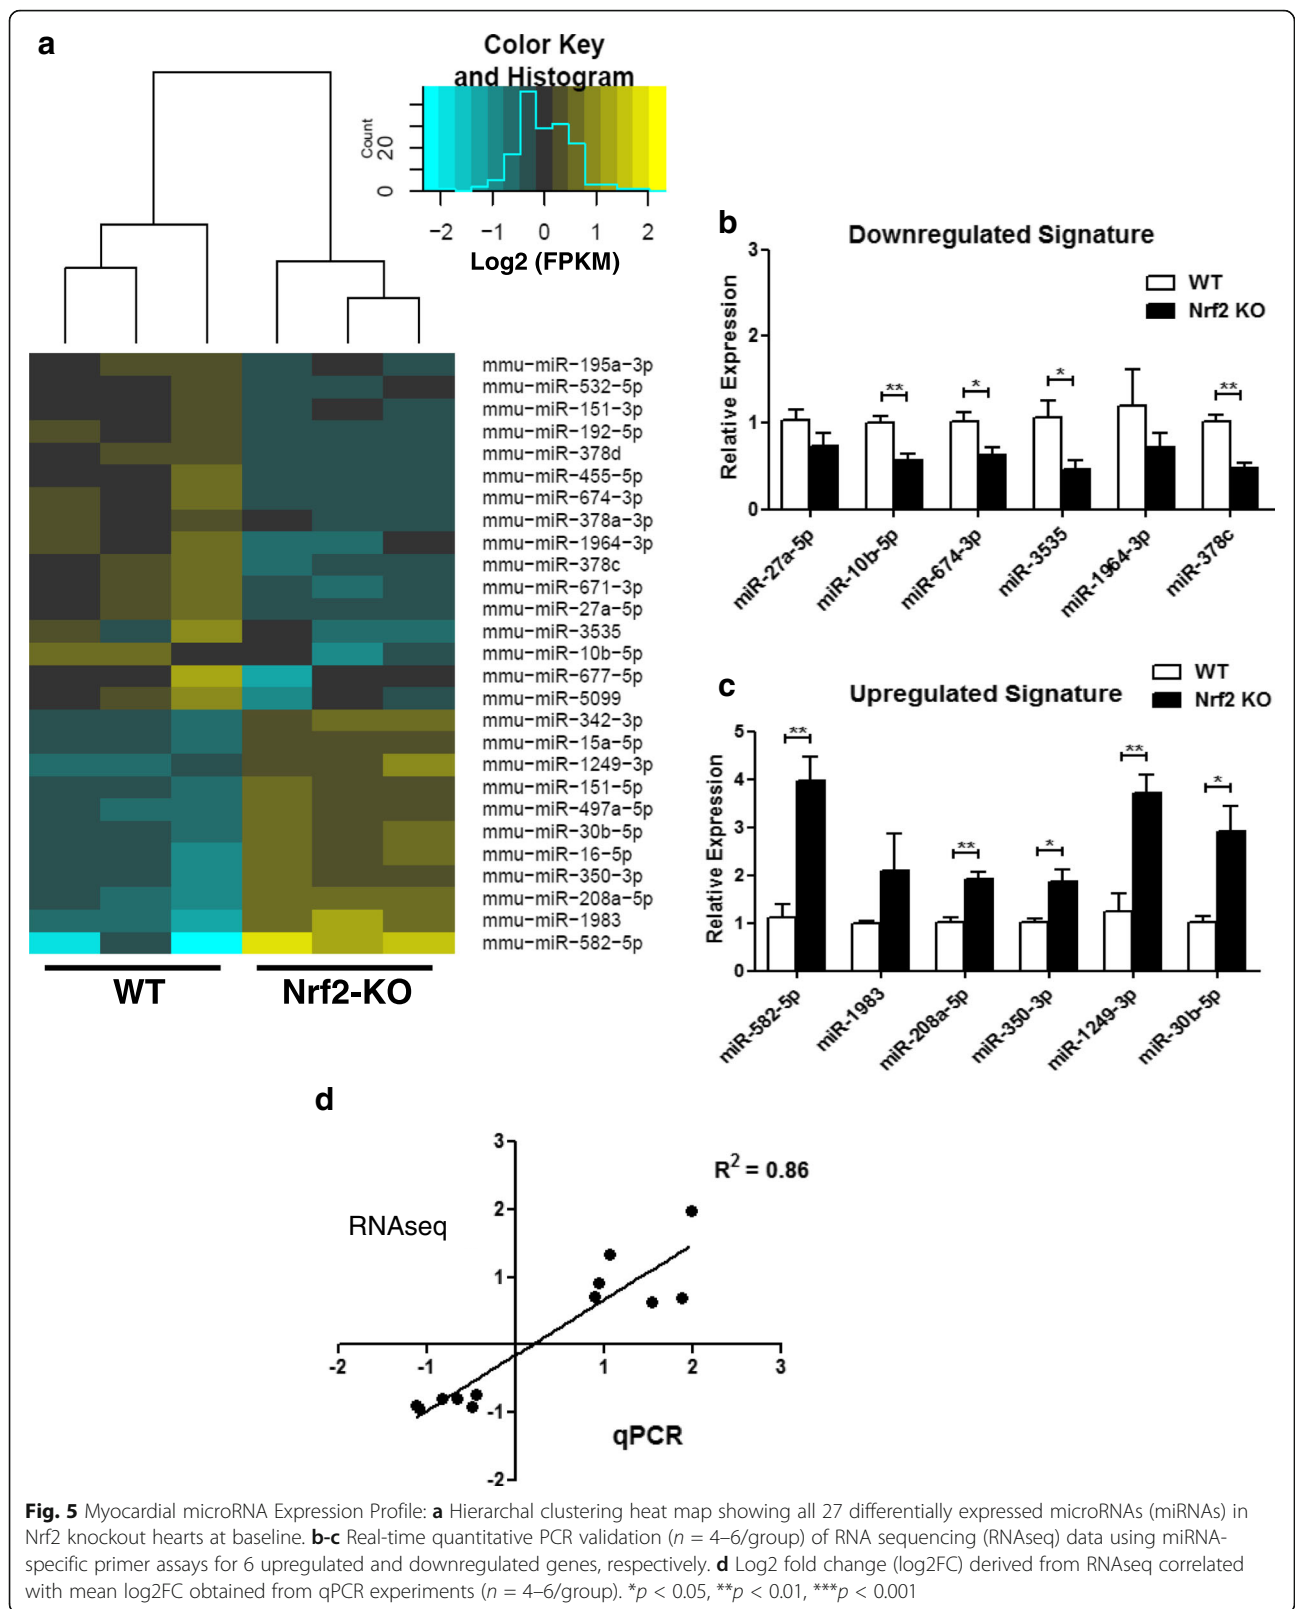 a
Color Key
and Histogram
Count
0 20
−2 −1 0 1 2
Log2 (FPKM)
mmu−miR−195a−3p
mmu−miR−532−5p
mmu−miR−151−3p
mmu−miR−192−5p
mmu−miR−378d
mmu−miR−455−5p
mmu−miR−674−3p
mmu−miR−378a−3p
mmu−miR−1964−3p
mmu−miR−378c
mmu−miR−671−3p
mmu−miR−27a−5p
mmu−miR−3535
mmu−miR−10b−5p
mmu−miR−677−5p
mmu−miR−5099
mmu−miR−342−3p
mmu−miR−15a−5p
mmu−miR−1249−3p
mmu−miR−151−5p
mmu−miR−497a−5p
mmu−miR−30b−5p
mmu−miR−16−5p
mmu−miR−350−3p
mmu−miR−208a−5p
mmu−miR−1983
mmu−miR−582−5p
WT Nrf2-KO
b
Downregulated Signature
WT
Nrf2 KO
Relative Expression
3
2
1
0
** * * **
miR-27a-5p miR-10b-5p miR-674-3p miR-3535 miR-1964-3p miR-378c
c
Upregulated Signature
WT
Nrf2 KO
Relative Expression
5
4
3
2
1
0
** ** * ** *
miR-582-5p miR-1983 miR-208a-5p miR-350-3p miR-1249-3p miR-30b-5p
d
RNAseq
R2 = 0.86
3
2
1
-2 -1 1 2 3
-1
-2
qPCR
Fig. 5 Myocardial microRNA Expression Profile: a Hierarchal clustering heat map showing all 27 differentially expressed microRNAs (miRNAs) in
Nrf2 knockout hearts at baseline. b-c Real-time quantitative PCR validation (n = 4–6/group) of RNA sequencing (RNAseq) data using miRNA-
specific primer assays for 6 upregulated and downregulated genes, respectively. d Log2 fold change (log2FC) derived from RNAseq correlated
with mean log2FC obtained from qPCR experiments (n = 4–6/group). *p < 0.05, **p < 0.01, ***p < 0.001